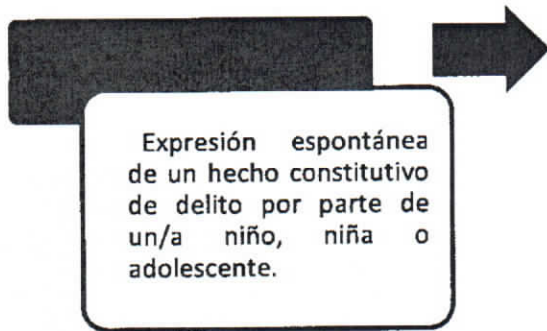 Expresión espontánea
de un hecho constitutivo
de delito por parte de
un/a niño, niña o
adolescente.